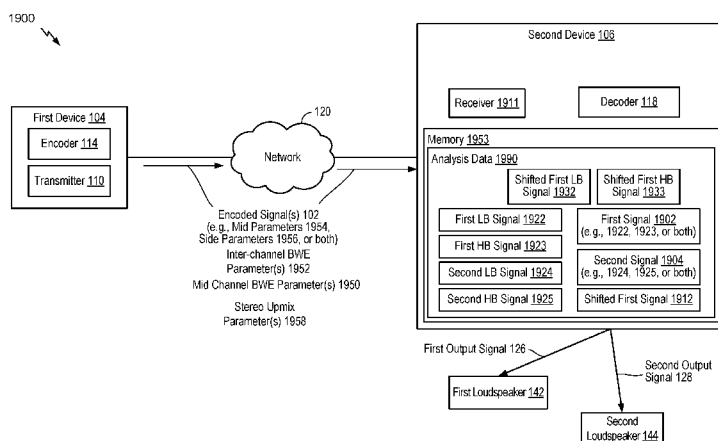 1900
Second Device 106
Receiver 1911
Decoder 118
First Device 104
Encoder 114
Transmitter 110
120
Network
Memory 1953
Analysis Data 1990
Shifted First LB
Signal 1932
Shifted First HB
Signal 1933
First LB Signal 1922
First HB Signal 1923
Second LB Signal 1924
Second HB Signal 1925
First Signal 1902
(e.g., 1922, 1923, or both)
Second Signal 1904
(e.g., 1924, 1925, or both)
Shifted First Signal 1912
Encoded Signal(s) 102
(e.g., Mid Parameters 1954,
Side Parameters 1956, or both)
Inter-channel BWE
Parameter(s) 1952
Mid Channel BWE Parameter(s) 1950
Stereo Upmix
Parameter(s) 1958
First Output Signal 126
Second Output
Signal 128
First Loudspeaker 142
Second
Loudspeaker 144